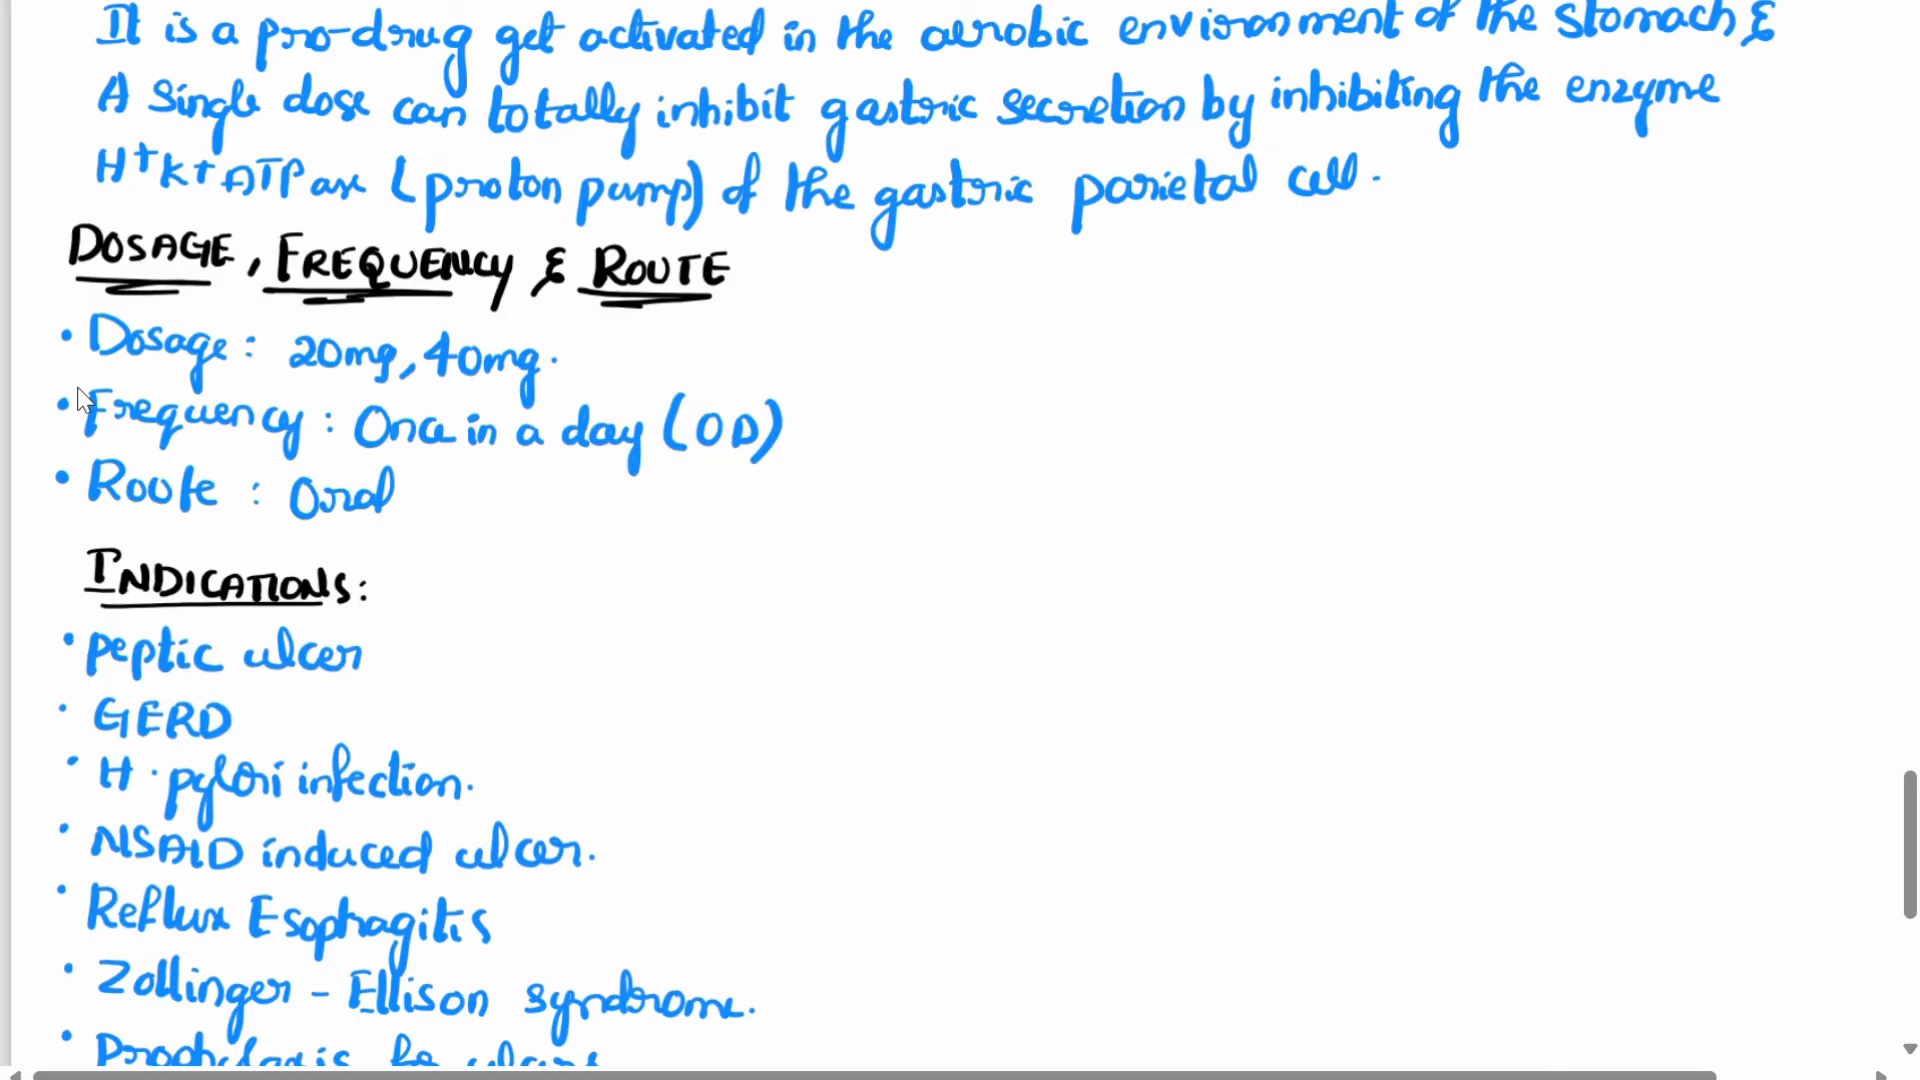 It is a pro-drug get activated in the aerobic environment of the stomach &
A single dose can totally inhibit gastric secretion by inhibiting the enzyme
H+K+ATPase (proton pump) of the gastric parietal cell.
DOSAGE, FREQUENCY & ROUTE
• Dosage: 20mg, 40mg.
• Frequency: Once in a day (OD)
• Route : Oral
INDICATIONS:
• peptic ulcer
• GERD
• H. pylori infection.
• NSAID induced ulcer.
• Reflux Esophagitis
• Zollinger - Ellison syndrome.
• Prophylaxis for ulcers